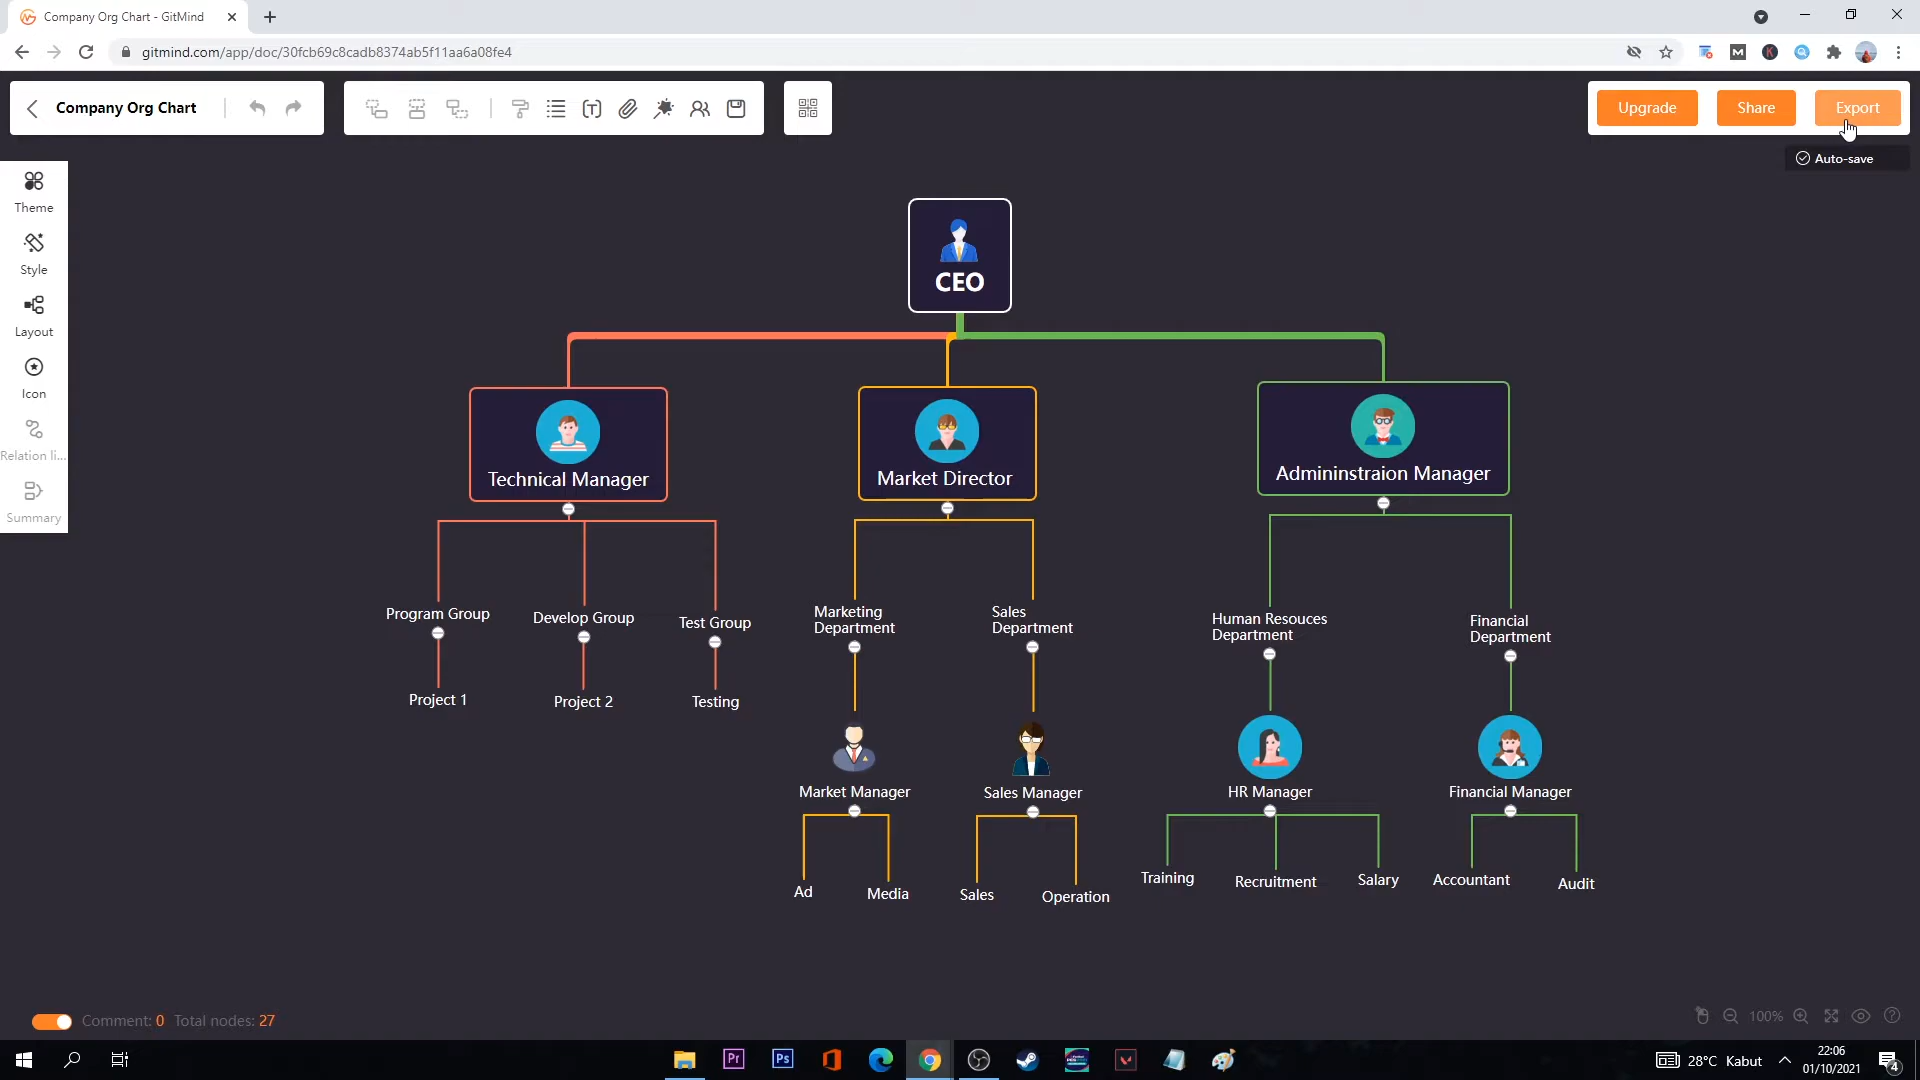 Company Org Chart - GitMind
gitmind.com/app/doc/30fcb69c8cadb8374ab5f11aa6a08fe4
Company Org Chart
Upgrade
Share
Export
Auto-save
Theme
Style
Layout
Icon
Relation li...
Summary
CEO
Technical Manager
Market Director
Admininstraion Manager
Program Group
Develop Group
Test Group
Marketing
Department
Sales
Department
Human Resouces
Department
Financial
Department
Project 1
Project 2
Testing
Market Manager
Sales Manager
HR Manager
Financial Manager
Ad
Media
Sales
Operation
Training
Recruitment
Salary
Accountant
Audit
Comment: 0 Total nodes: 27
100%
Pr
Ps
28°C Kabut
22:06
01/10/2021
4